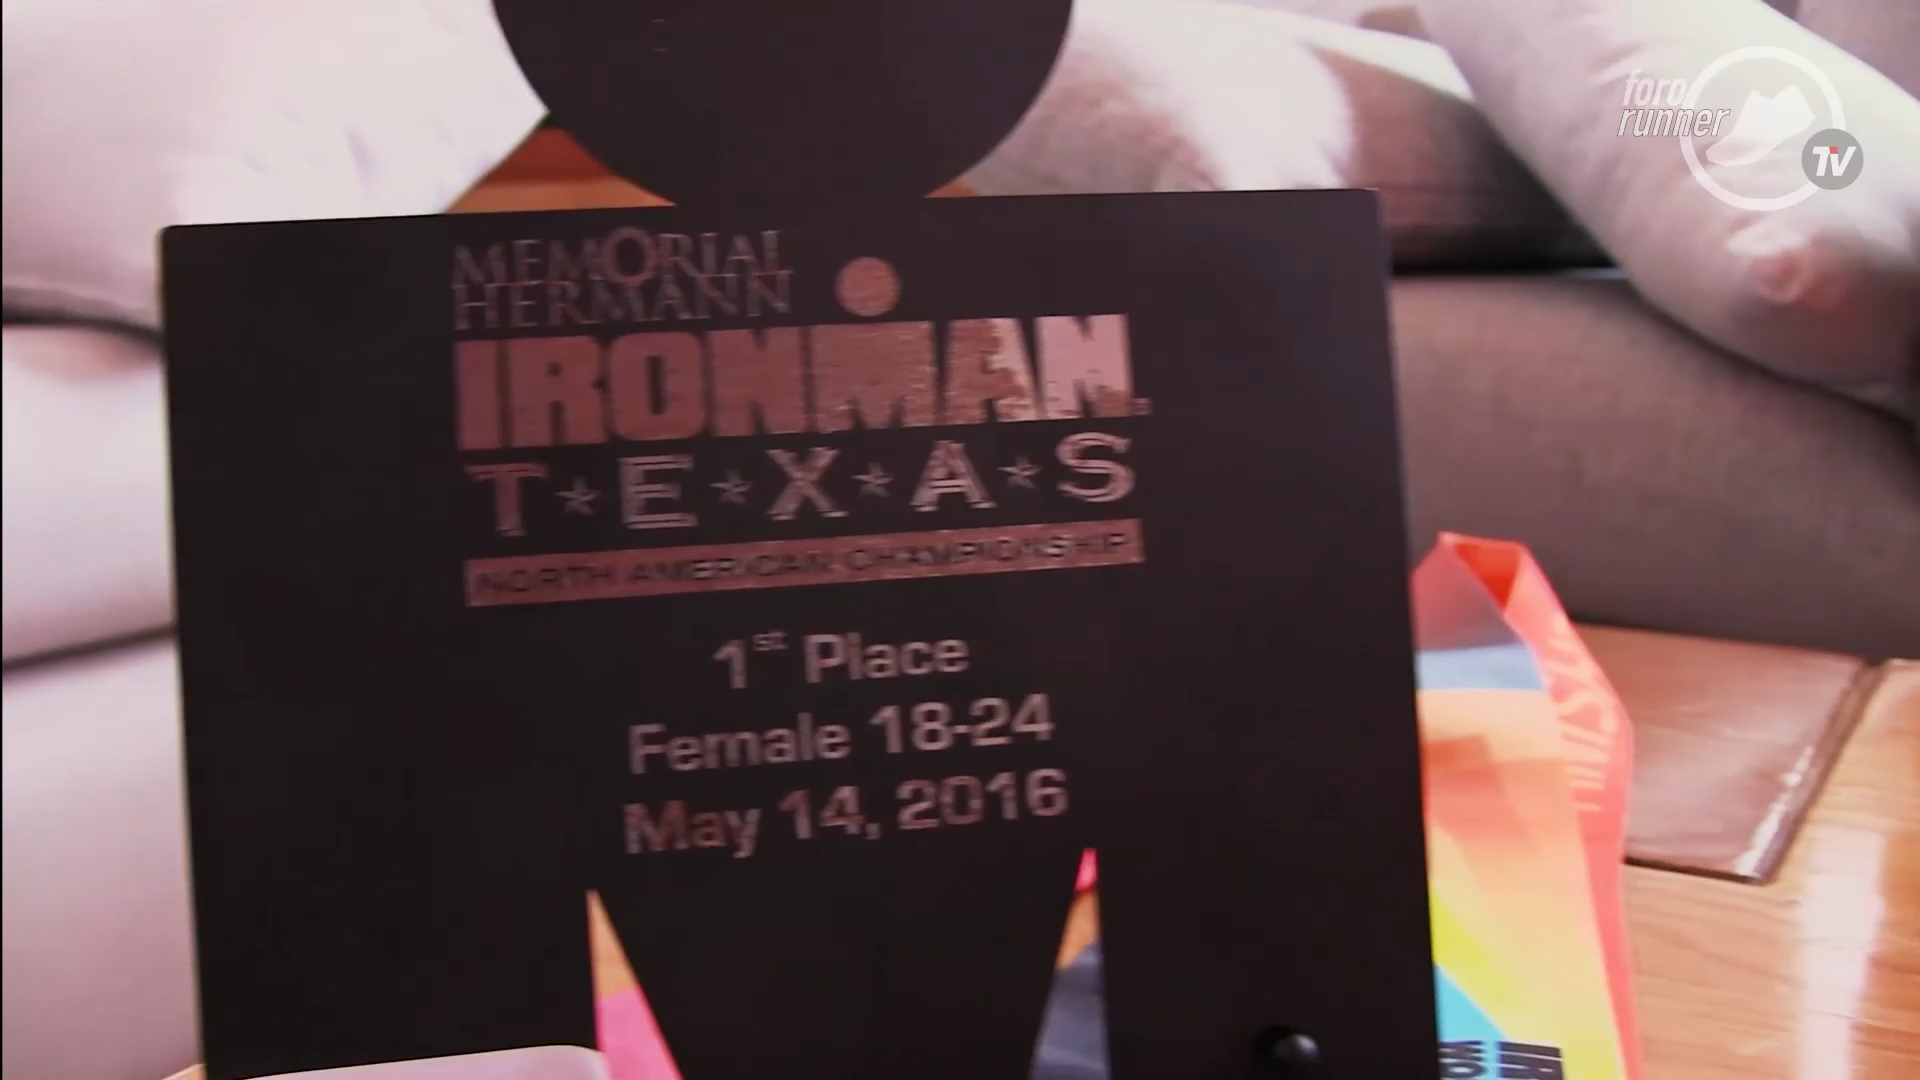 foro
runner
TV
MEMORIAL
HERMANN
IRONMAN
T★E★X★A★S
NORTH AMERICAN CHAMPIONSHIP
1st Place
Female 18-24
May 14, 2016